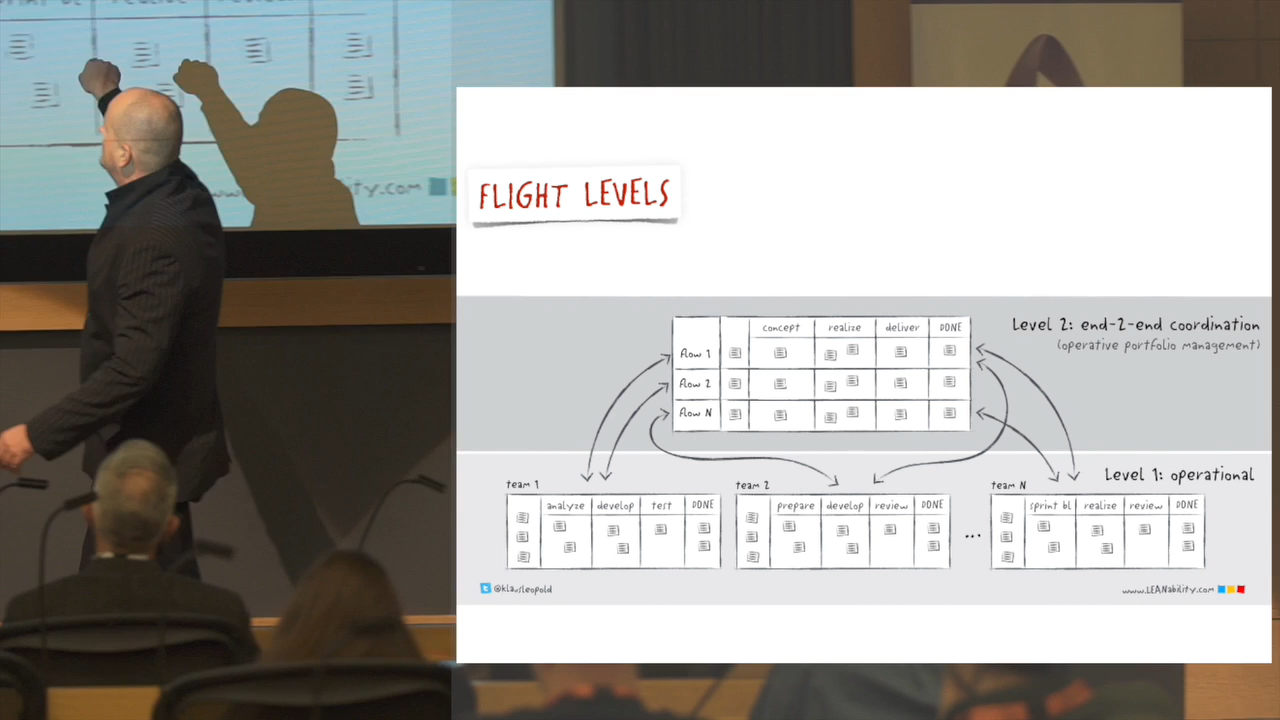 ity.com
FLIGHT LEVELS
Level 2: end-2-end coordination
(operative portfolio management)
concept realize deliver DONE
flow 1
flow 2
flow N
Level 1: operational
team 1
analyze develop test DONE
team 2
prepare develop review DONE
...
team N
sprint bl realize review DONE
@klausleopold
www.LEANability.com